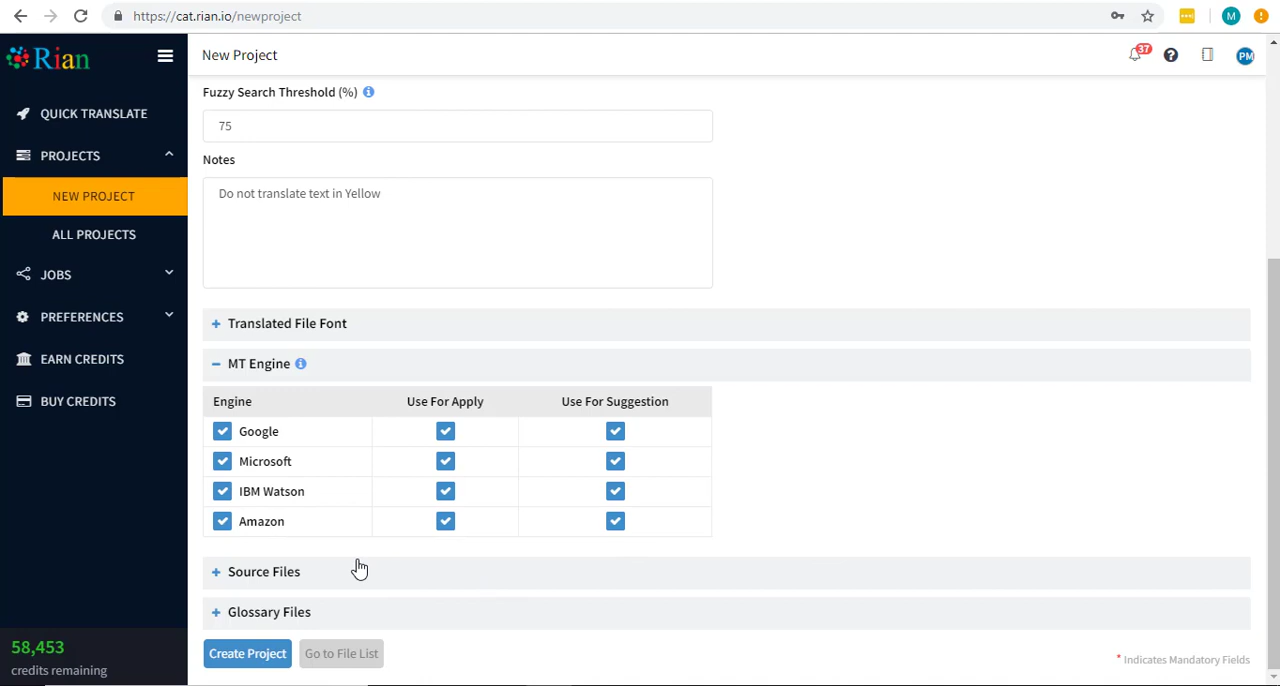 https://cat.rian.io/newproject
M
Rian
New Project
37
PM
QUICK TRANSLATE
PROJECTS
NEW PROJECT
ALL PROJECTS
JOBS
PREFERENCES
EARN CREDITS
BUY CREDITS
58,453
credits remaining
Fuzzy Search Threshold (%)
75
Notes
Do not translate text in Yellow
+ Translated File Font
− MT Engine
Engine Use For Apply Use For Suggestion
Google
Microsoft
IBM Watson
Amazon
+ Source Files
+ Glossary Files
Create Project Go to File List
* Indicates Mandatory Fields